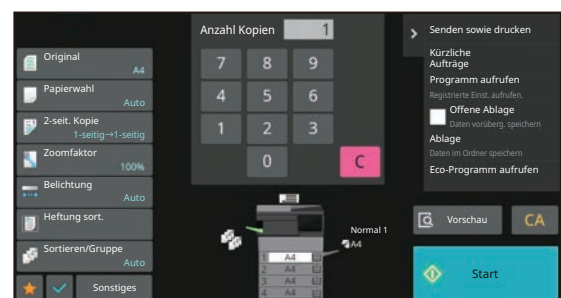 Original
A4
Papierwahl
Auto
2-seit. Kopie
1-seitig→1-seitig
Zoomfaktor
100%
Belichtung
Auto
Heftung sort.
Sortieren/Gruppe
Auto
Sonstiges
Anzahl Kopien 1
7 8 9
4 5 6
1 2 3
0 C
Normal 1
A4
1 A4
2 A4
3 A4
4 A4
Senden sowie drucken
Kürzliche
Aufträge
Programm aufrufen
Registrierte Einst. aufrufen.
Offene Ablage
Daten vorüberg. speichern
Ablage
Daten im Ordner speichern
Eco-Programm aufrufen
Vorschau CA
Start